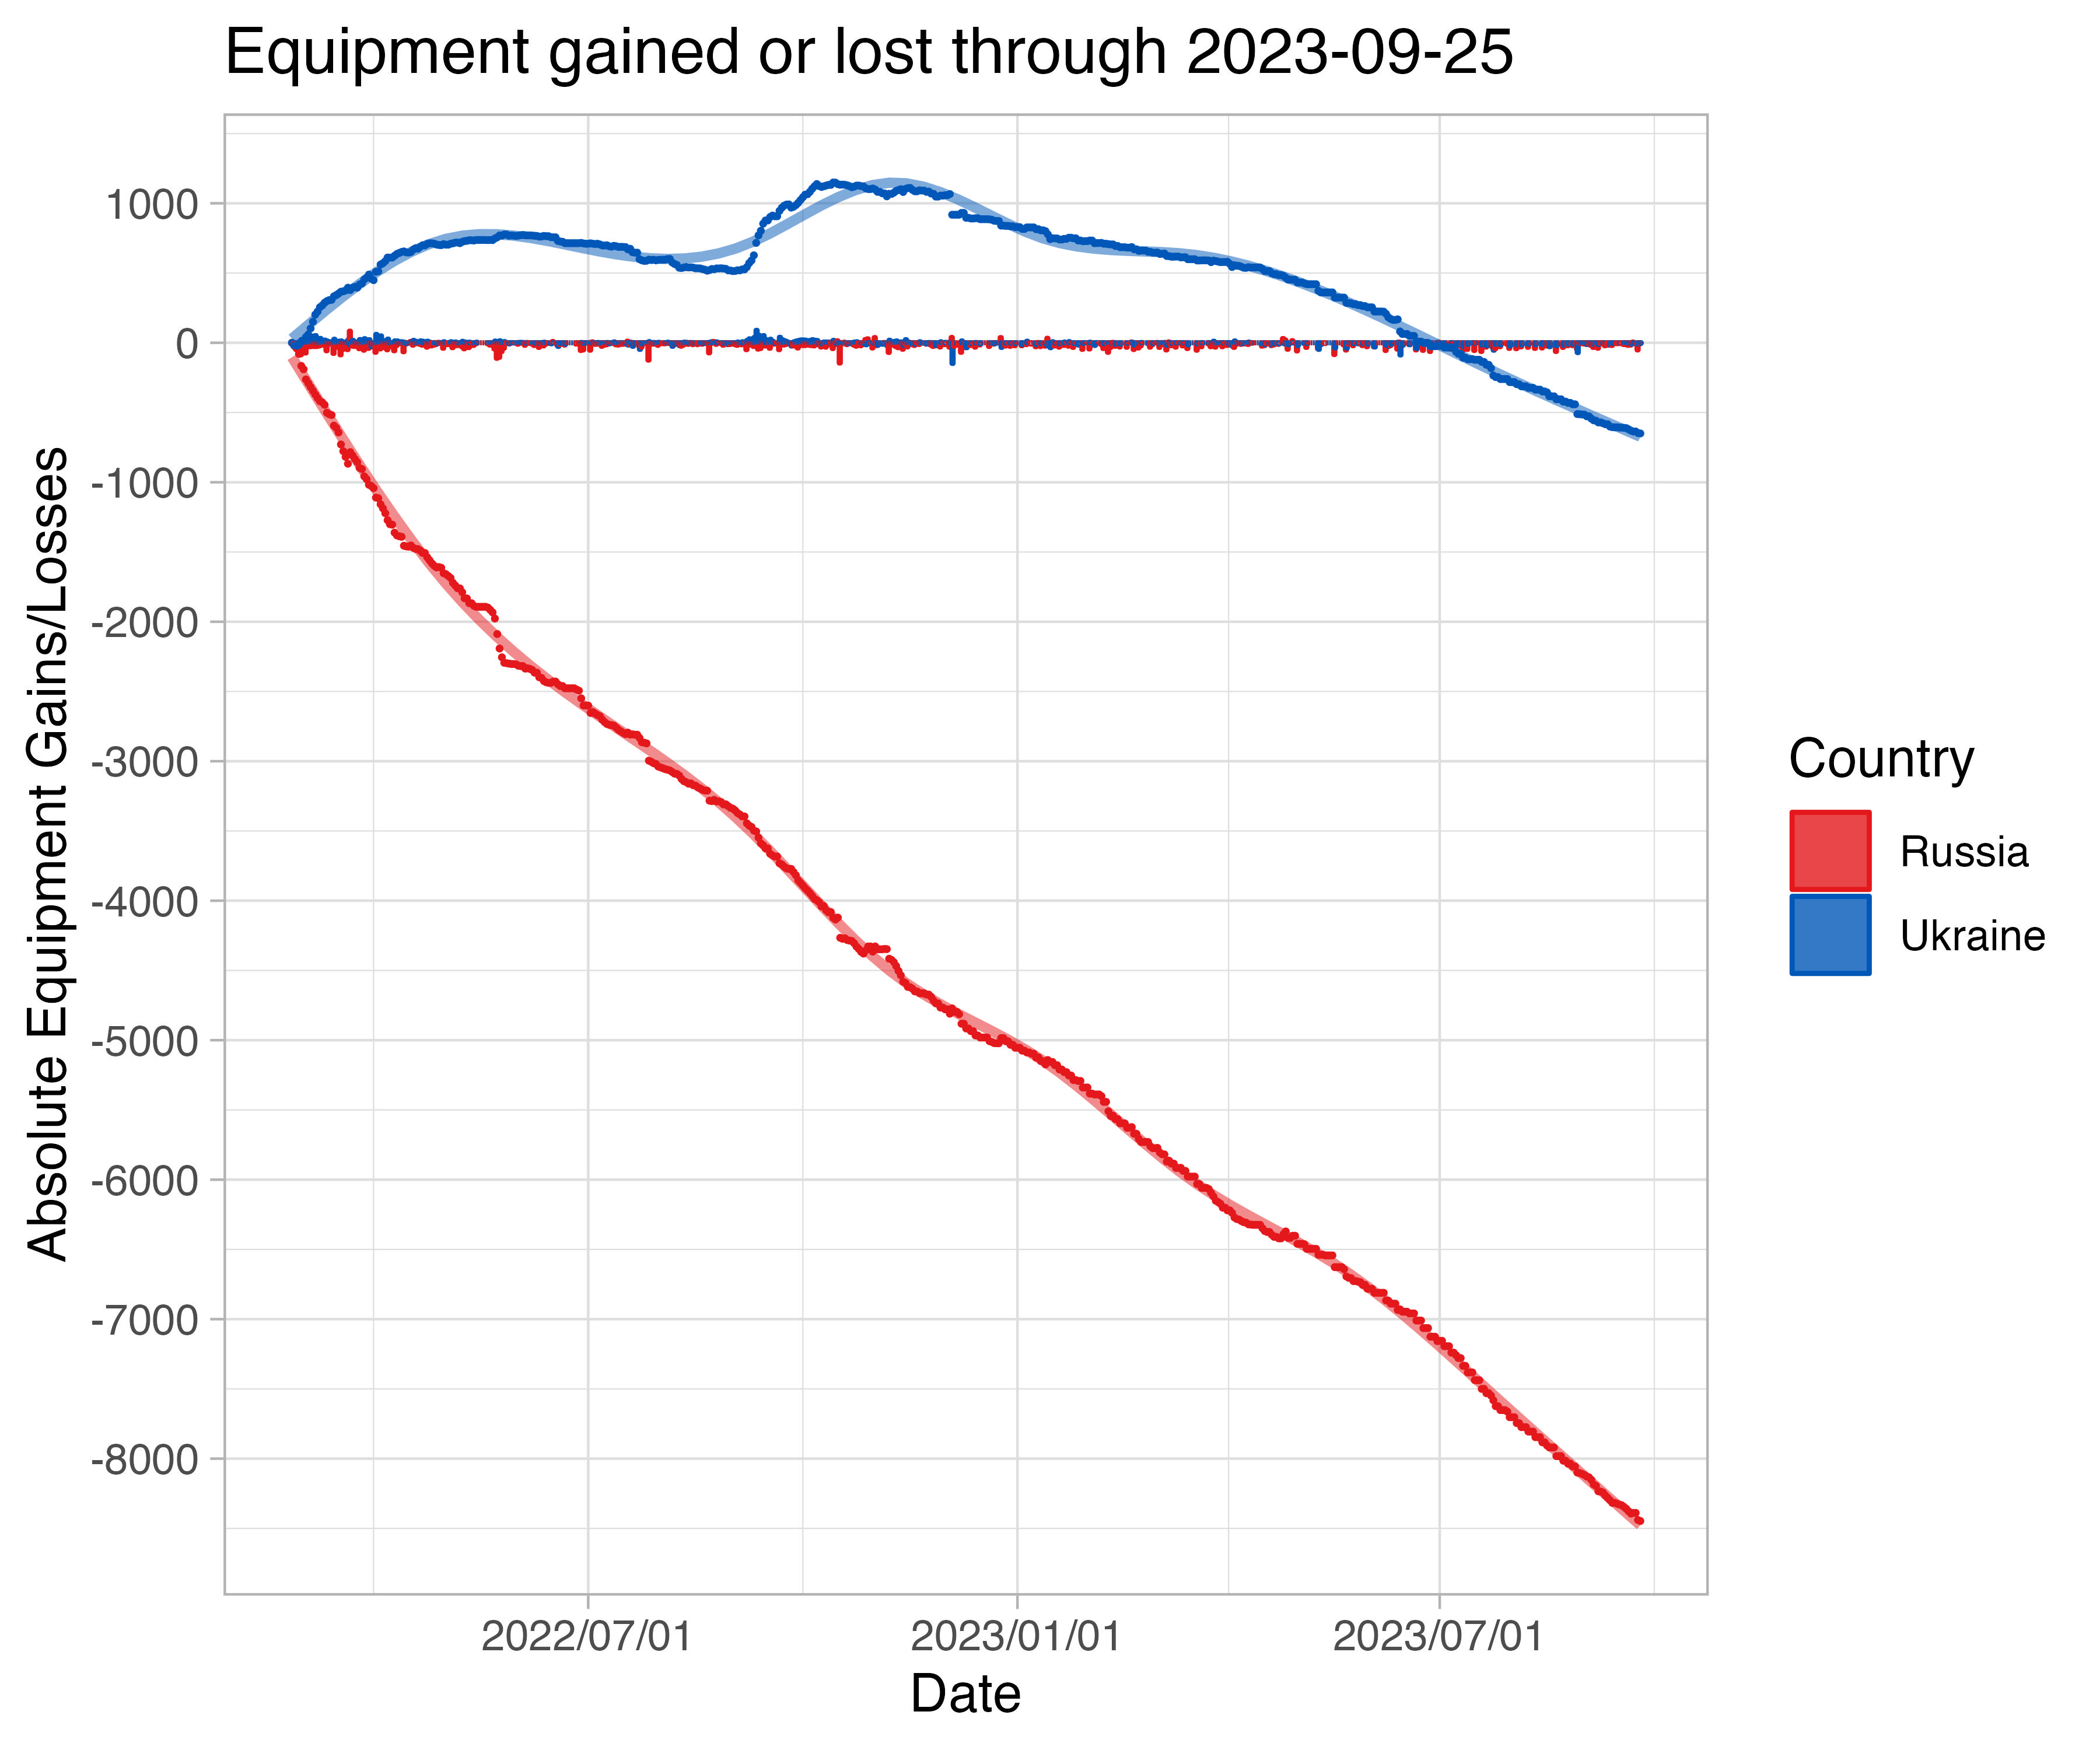 Equipment gained or lost through 2023-09-25
Absolute Equipment Gains/Losses
1000
0
-1000
-2000
-3000
-4000
-5000
-6000
-7000
-8000
2022/07/01
2023/01/01
2023/07/01
Date
Country
Russia
Ukraine